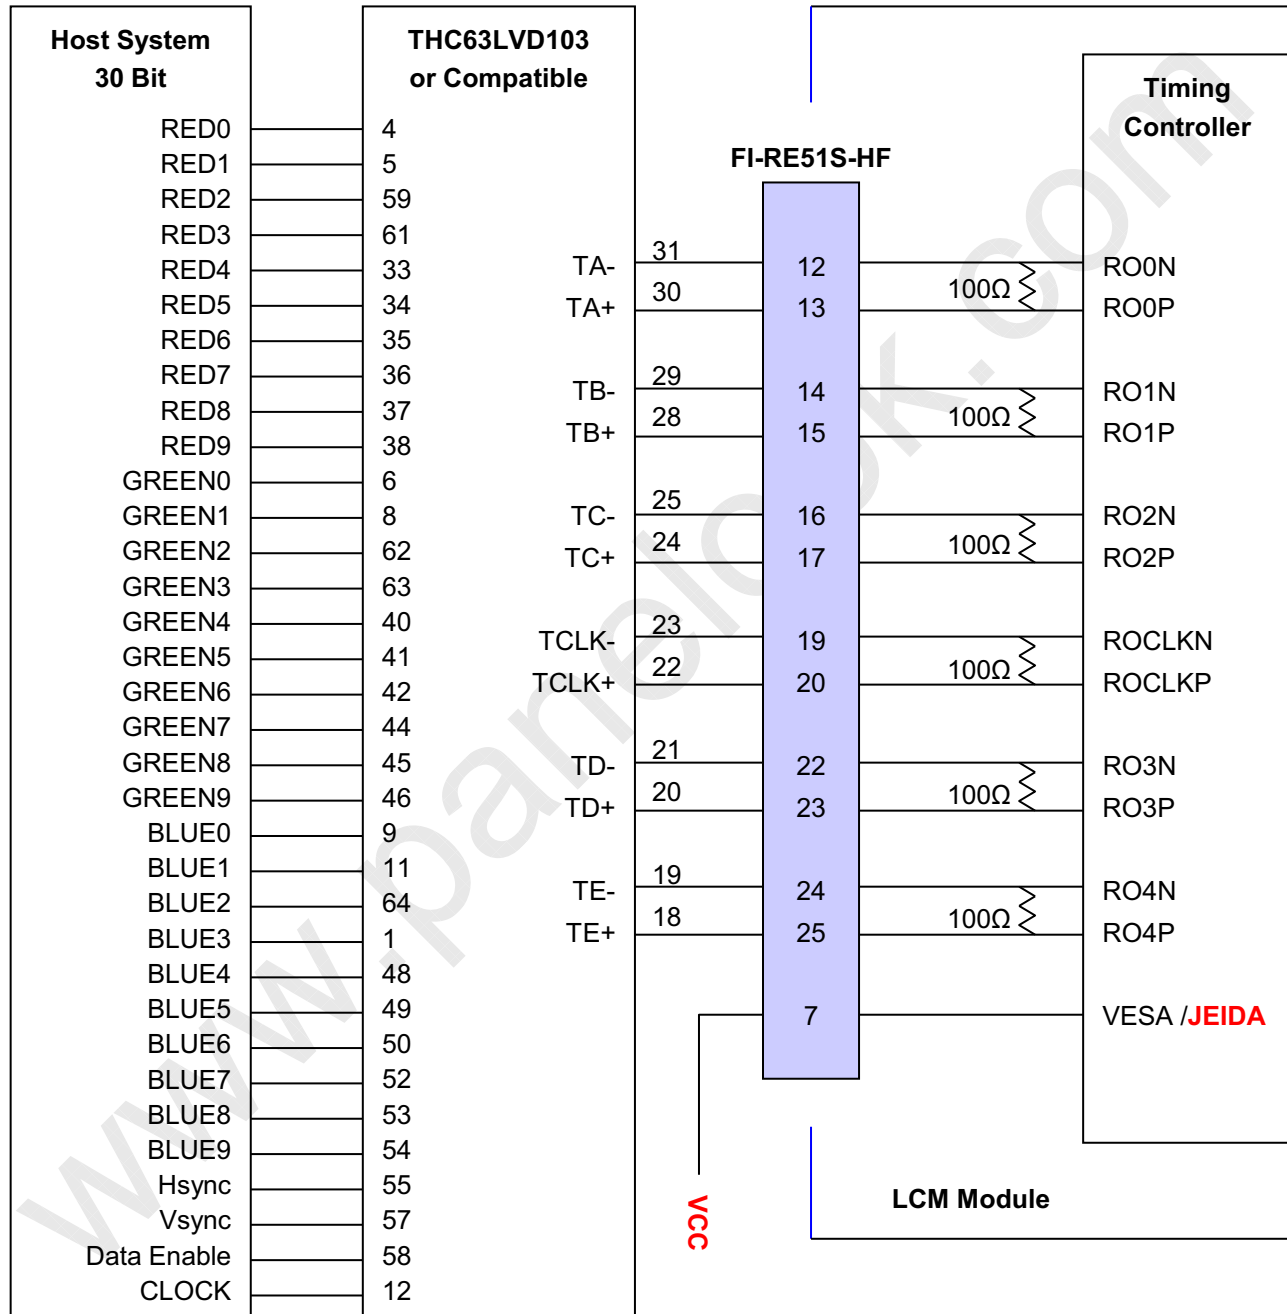 Host System
30 Bit
RED0
RED1
RED2
RED3
RED4
RED5
RED6
RED7
RED8
RED9
GREEN0
GREEN1
GREEN2
GREEN3
GREEN4
GREEN5
GREEN6
GREEN7
GREEN8
GREEN9
BLUE0
BLUE1
BLUE2
BLUE3
BLUE4
BLUE5
BLUE6
BLUE7
BLUE8
BLUE9
Hsync
Vsync
Data Enable
CLOCK
THC63LVD103
or Compatible
4
5
59
61
33
34
35
36
37
38
6
8
62
63
40
41
42
44
45
46
9
11
64
1
48
49
50
52
53
54
55
57
58
12
TA-
TA+
TB-
TB+
TC-
TC+
TCLK-
TCLK+
TD-
TD+
TE-
TE+
31
30
29
28
25
24
23
22
21
20
19
18
VCC
FI-RE51S-HF
12
13
14
15
16
17
19
20
22
23
24
25
7
100Ω
100Ω
100Ω
100Ω
100Ω
100Ω
Timing
Controller
RO0N
RO0P
RO1N
RO1P
RO2N
RO2P
ROCLKN
ROCLKP
RO3N
RO3P
RO4N
RO4P
VESA /JEIDA
LCM Module
www.panelook.com